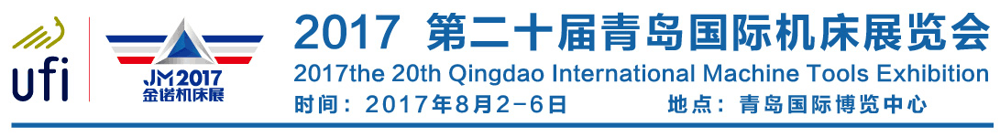 ufi
JM2017
金诺机床展
2017 第二十届青岛国际机床展览会
2017the 20th Qingdao International Machine Tools Exhibition
时间：2017年8月2-6日 地点：青岛国际博览中心